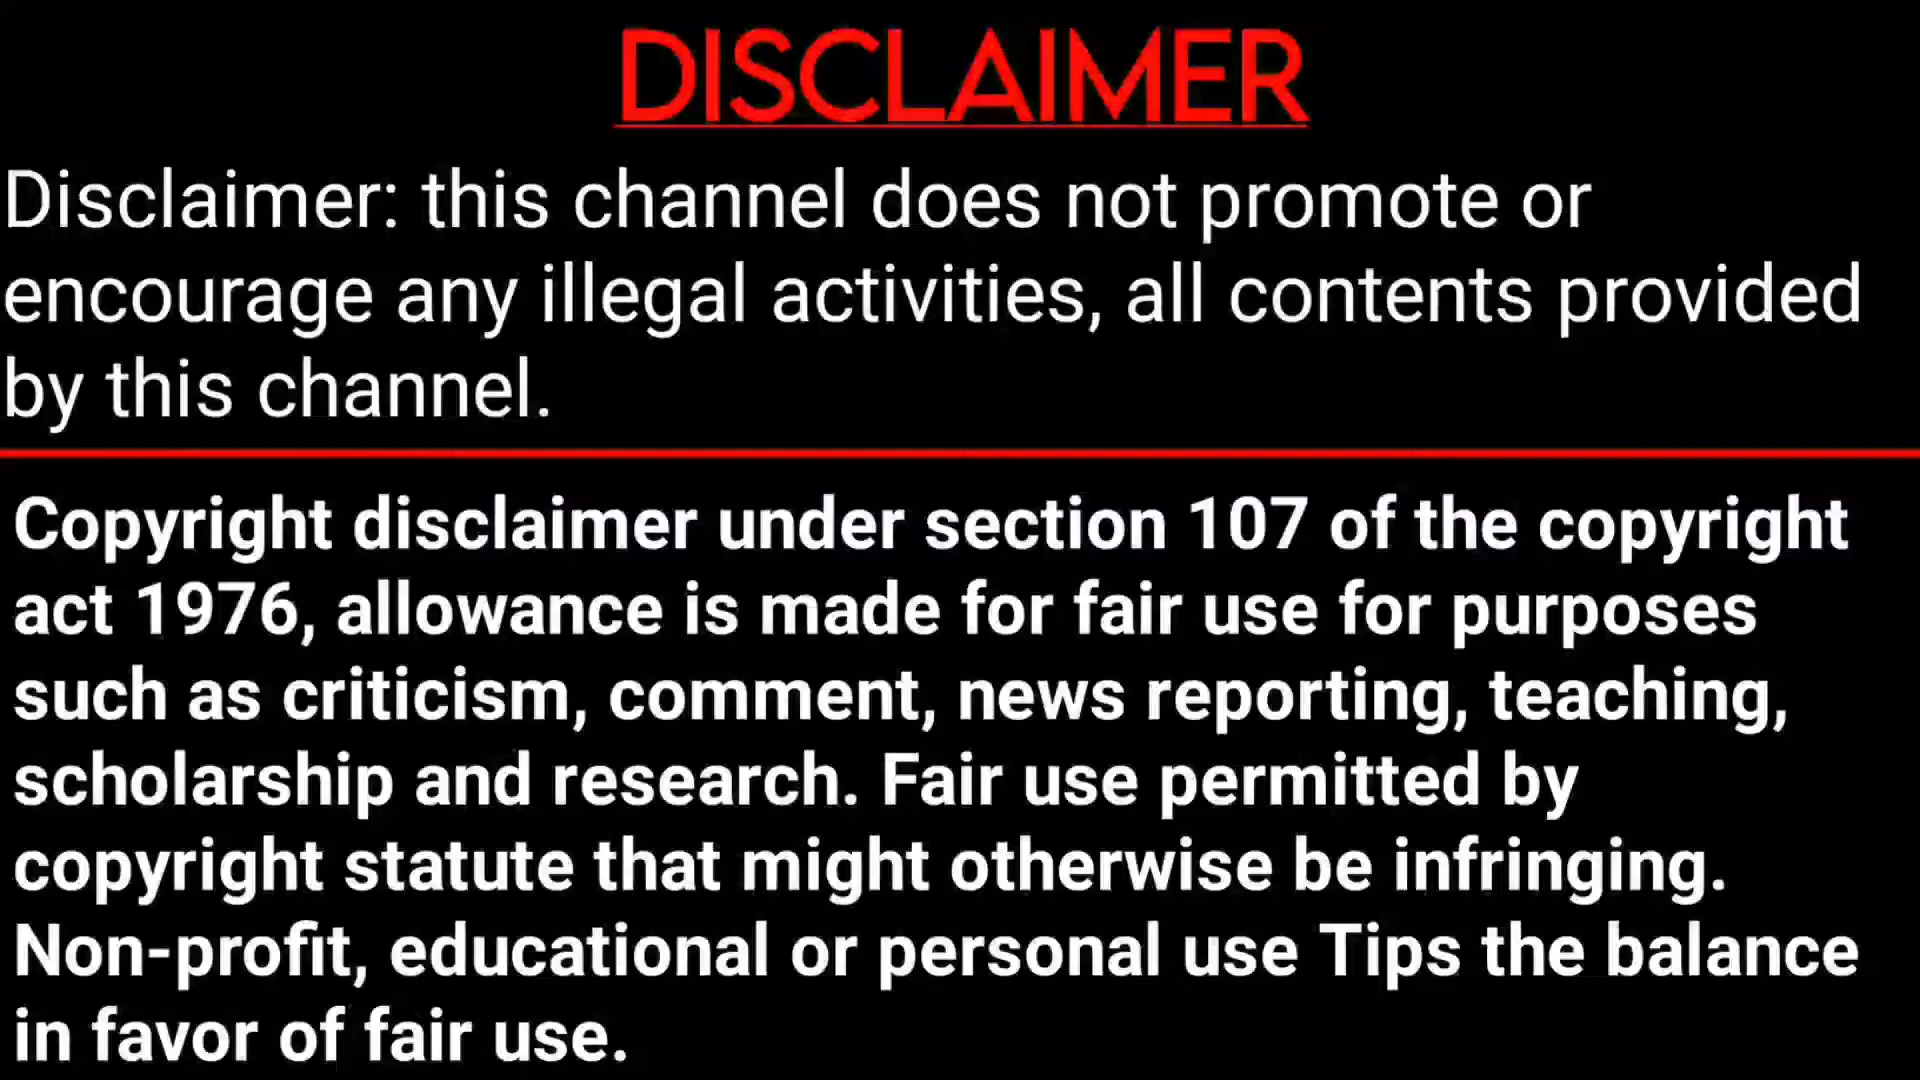 DISCLAIMER
Disclaimer: this channel does not promote or
encourage any illegal activities, all contents provided
by this channel.
Copyright disclaimer under section 107 of the copyright
act 1976, allowance is made for fair use for purposes
such as criticism, comment, news reporting, teaching,
scholarship and research. Fair use permitted by
copyright statute that might otherwise be infringing.
Non-profit, educational or personal use Tips the balance
in favor of fair use.